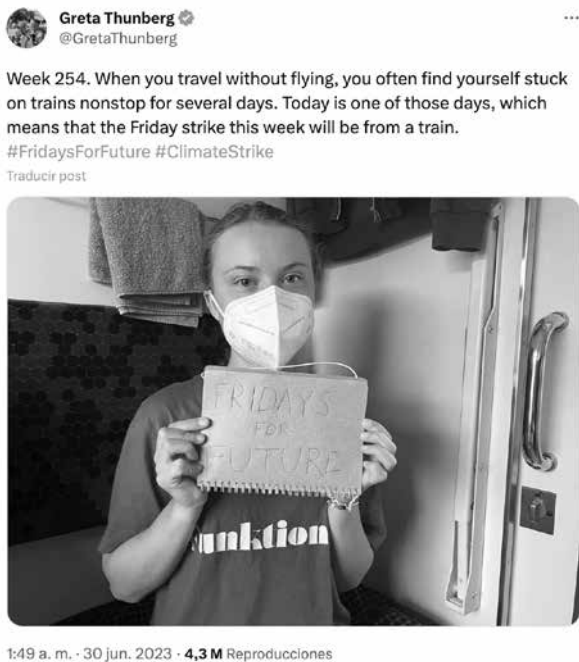 Greta Thunberg
@GretaThunberg
Week 254. When you travel without flying, you often find yourself stuck
on trains nonstop for several days. Today is one of those days, which
means that the Friday strike this week will be from a train.
#FridaysForFuture #ClimateStrike
Traducir post
FRIDAYS
FOR
FUTURE
unktion
1:49 a. m. · 30 jun. 2023 · 4,3 M Reproducciones